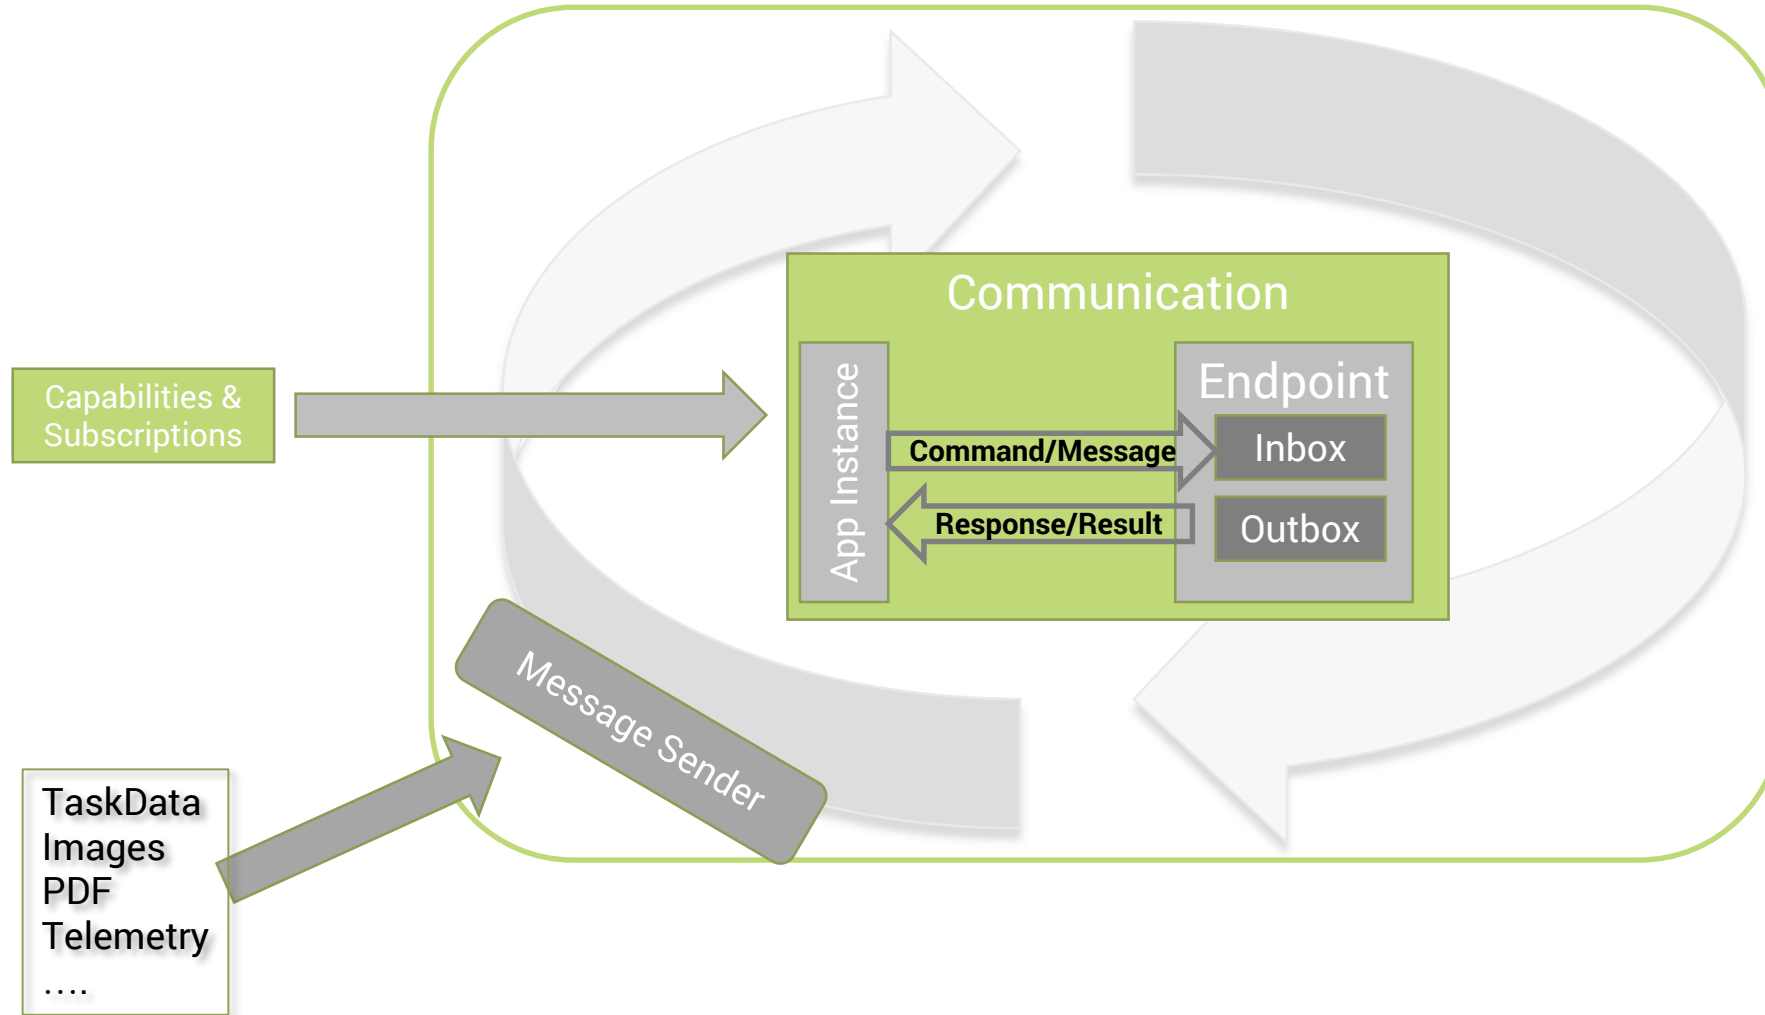 Communication
Capabilities &
Subscriptions
App Instance
Endpoint
Command/Message
Inbox
Response/Result
Outbox
Message Sender
TaskData
Images
PDF
Telemetry
....